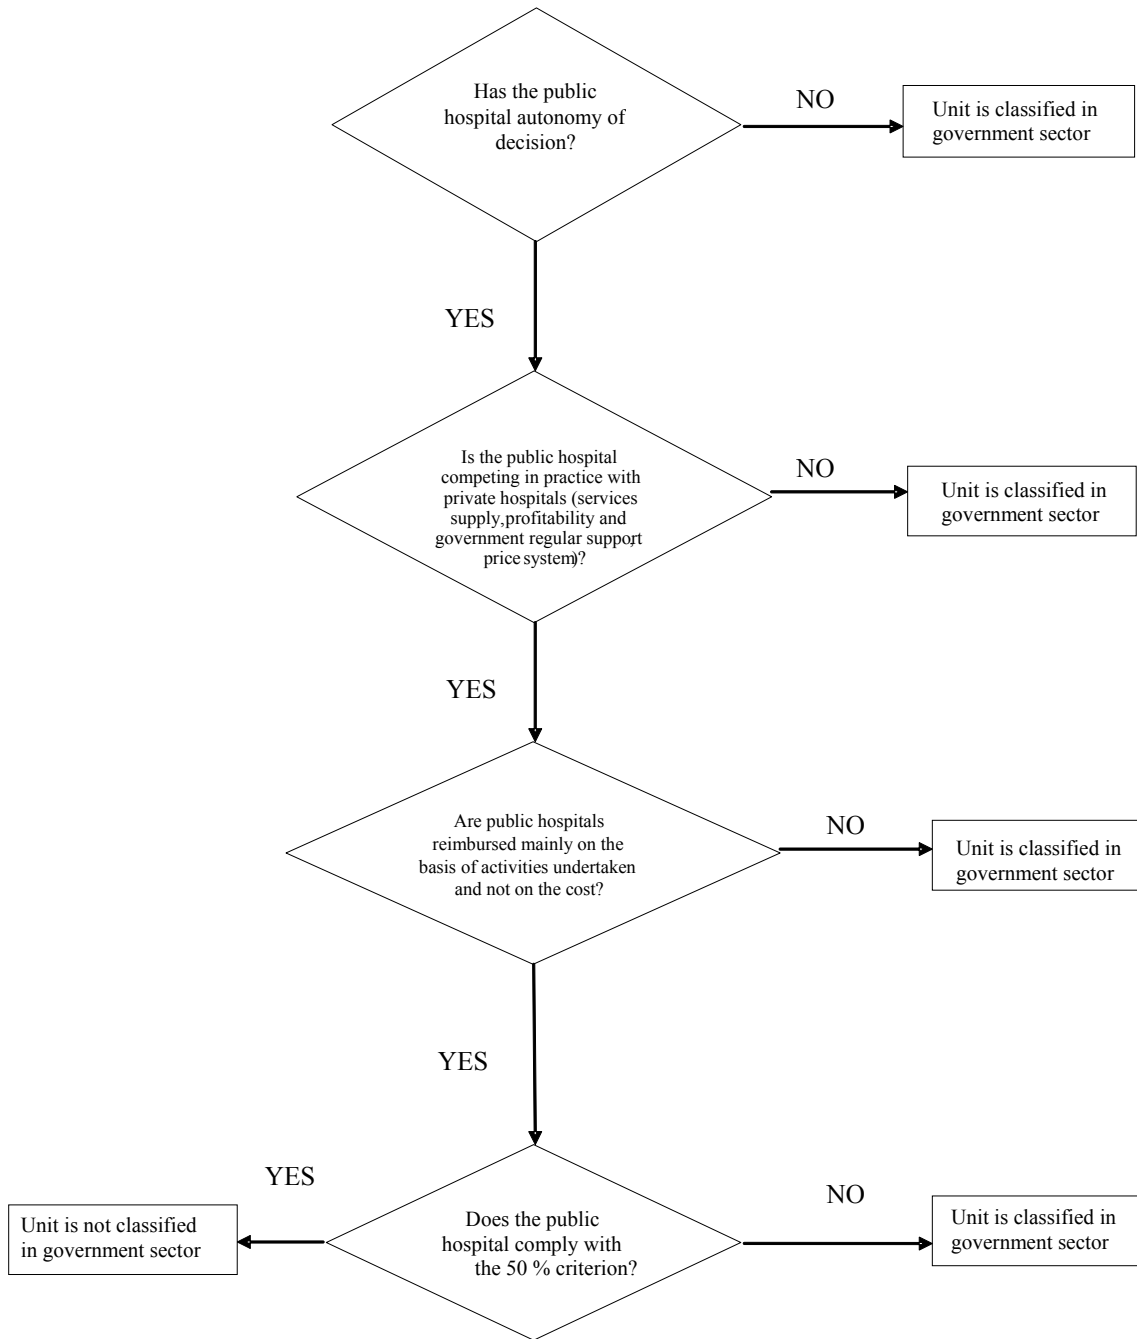 Has the public
hospital autonomy of
decision?
NO
Unit is classified in
government sector
YES
Is the public hospital
competing in practice with
private hospitals (services
supply,profitability and
government regular support,
price system)?
NO
Unit is classified in
government sector
YES
Are public hospitals
reimbursed mainly on the
basis of activities undertaken
and not on the cost?
NO
Unit is classified in
government sector
YES
Does the public
hospital comply with
the 50 % criterion?
YES
Unit is not classified
in government sector
NO
Unit is classified in
government sector